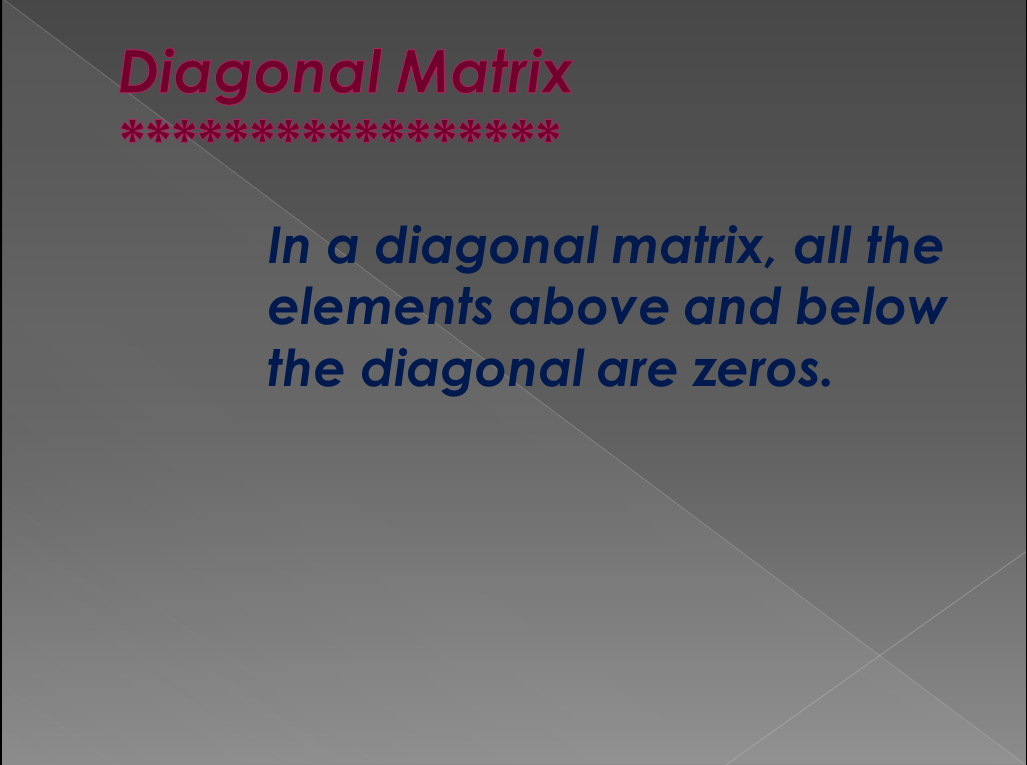 Diagonal Matrix
*****************
In a diagonal matrix, all the
elements above and below
the diagonal are zeros.